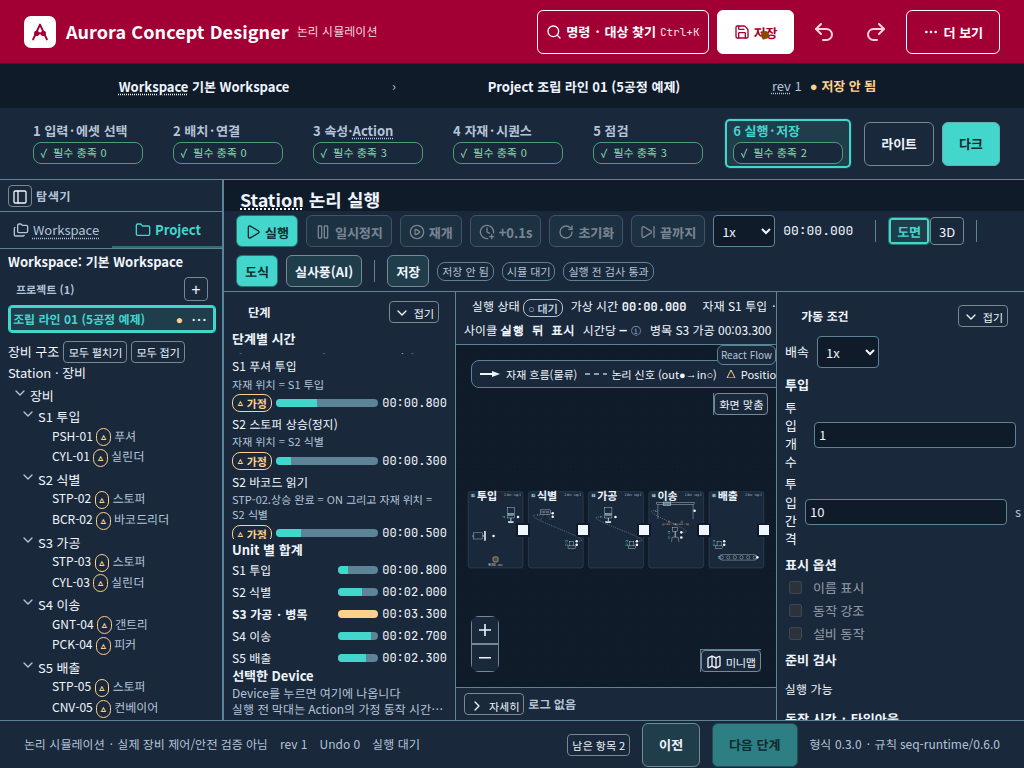 Aurora Concept Designer 논리 시뮬레이션
명령 · 대상 찾기 Ctrl+K
저장
더 보기
Workspace 기본 Workspace
›
Project 조립 라인 01 (5공정 예제)
rev 1 ● 저장 안 됨
1 입력·에셋 선택
✓ 필수 충족 0
2 배치·연결
✓ 필수 충족 0
3 속성·Action
✓ 필수 충족 3
4 자재·시퀀스
✓ 필수 충족 0
5 점검
✓ 필수 충족 3
6 실행·저장
✓ 필수 충족 2
라이트
다크
탐색기
Workspace
Project
Workspace: 기본 Workspace
프로젝트 (1)
+
조립 라인 01 (5공정 예제) ● ···
장비 구조 모두 펼치기 모두 접기
Station · 장비
장비
S1 투입
PSH-01 푸셔
CYL-01 실린더
S2 식별
STP-02 스토퍼
BCR-02 바코드리더
S3 가공
STP-03 스토퍼
CYL-03 실린더
S4 이송
GNT-04 갠트리
PCK-04 피커
S5 배출
STP-05 스토퍼
CNV-05 컨베이어
Station 논리 실행
실행
일시정지
재개
+0.1s
초기화
끝까지
1x
00:00.000
도면
3D
도식
실사풍(AI)
저장
저장 안 됨
시뮬 대기
실행 전 검사 통과
단계
접기
단계별 시간
S1 푸셔 투입
자재 위치 = S1 투입
가정 00:00.800
S2 스토퍼 상승(정지)
자재 위치 = S2 식별
가정 00:00.300
S2 바코드 읽기
STP-02.상승 완료 = ON 그리고 자재 위치 =
S2 식별
가정 00:00.500
Unit 별 합계
S1 투입 00:00.800
S2 식별 00:02.000
S3 가공 · 병목 00:03.300
S4 이송 00:02.700
S5 배출 00:02.300
선택한 Device
Device를 누르면 여기에 나옵니다
실행 전 막대는 Action의 가정 동작 시간…
실행 상태 ○ 대기 가상 시간 00:00.000 자재 S1 투입 ·
사이클 실행 뒤 표시 시간당 – ⓘ 병목 S3 가공 00:03.300
React Flow
자재 흐름(물류) 논리 신호 (out●→in○) △ Positio
화면 맞춤
투입
식별
가공
이송
배출
+
−
미니맵
자세히 로그 없음
가동 조건
접기
배속 1x
투입
투입 개수 1
투입 간격 10 s
표시 옵션
이름 표시
동작 강조
설비 동작
준비 검사
실행 가능
동작 시간 · 타임아웃
논리 시뮬레이션 · 실제 장비 제어/안전 검증 아님 rev 1 Undo 0 실행 대기
남은 항목 2
이전
다음 단계
형식 0.3.0 · 규칙 seq-runtime/0.6.0